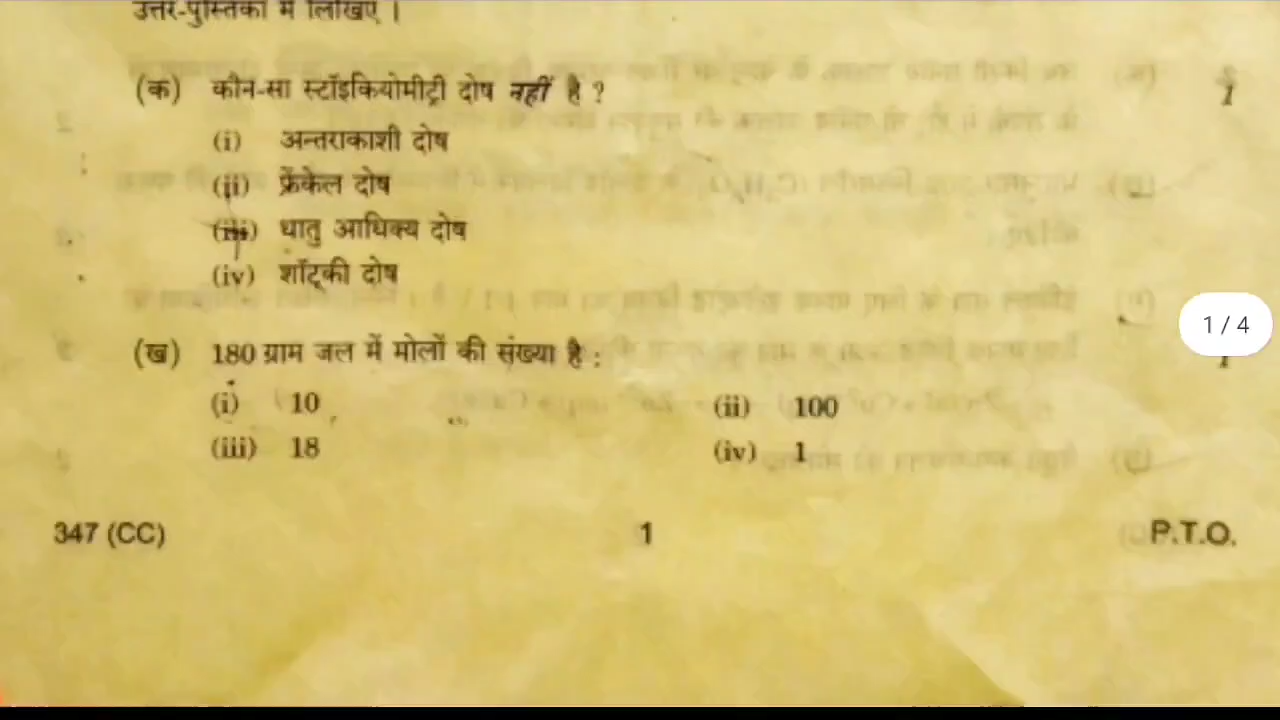 उत्तर-पुस्तिका में लिखिए ।
(क) कौन-सा स्टॉइकियोमीट्री दोष नहीं है ? 1
(i) अन्तराकाशी दोष
(ii) फ्रेंकेल दोष
(iii) धातु आधिक्य दोष
(iv) शॉट्की दोष
1 / 4
(ख) 180 ग्राम जल में मोलों की संख्या है : 1
(i) 10 (ii) 100
(iii) 18 (iv) 1
347 (CC) 1 P.T.O.